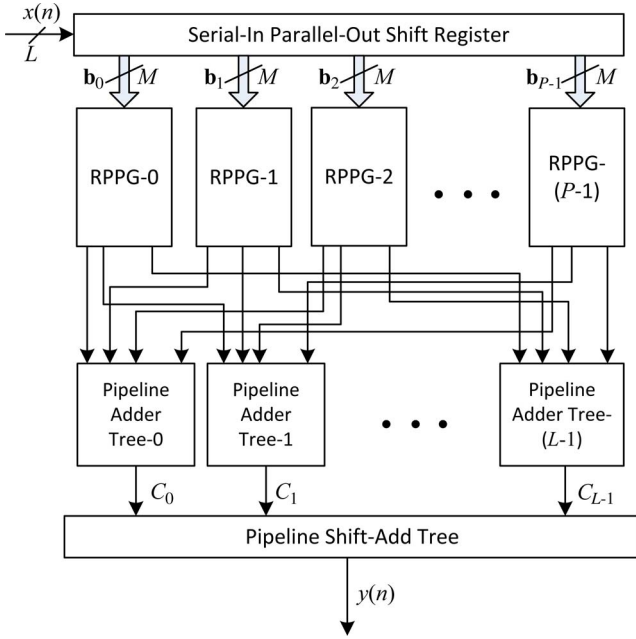 x(n)
L
Serial-In Parallel-Out Shift Register
b0 M
b1 M
b2 M
bP-1 M
RPPG-0
RPPG-1
RPPG-2
• • •
RPPG-
(P-1)
Pipeline
Adder
Tree-0
Pipeline
Adder
Tree-1
• • •
Pipeline
Adder Tree-
(L-1)
C0
C1
CL-1
Pipeline Shift-Add Tree
y(n)